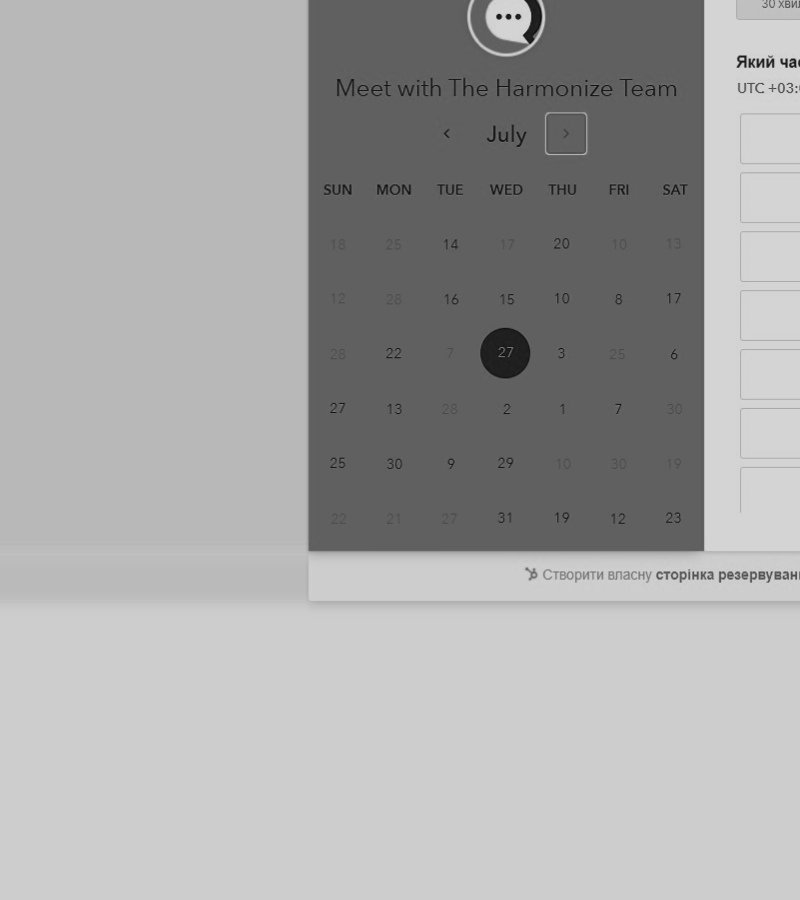 30 хвил
Meet with The Harmonize Team
July
Який час
UTC +03:
SUN MON TUE WED THU FRI SAT
18 25 14 17 20 10 13
12 28 16 15 10 8 17
28 22 7 27 3 25 6
27 13 28 2 1 7 30
25 30 9 29 10 30 19
22 21 27 31 19 12 23
Створити власну сторінка резервуван